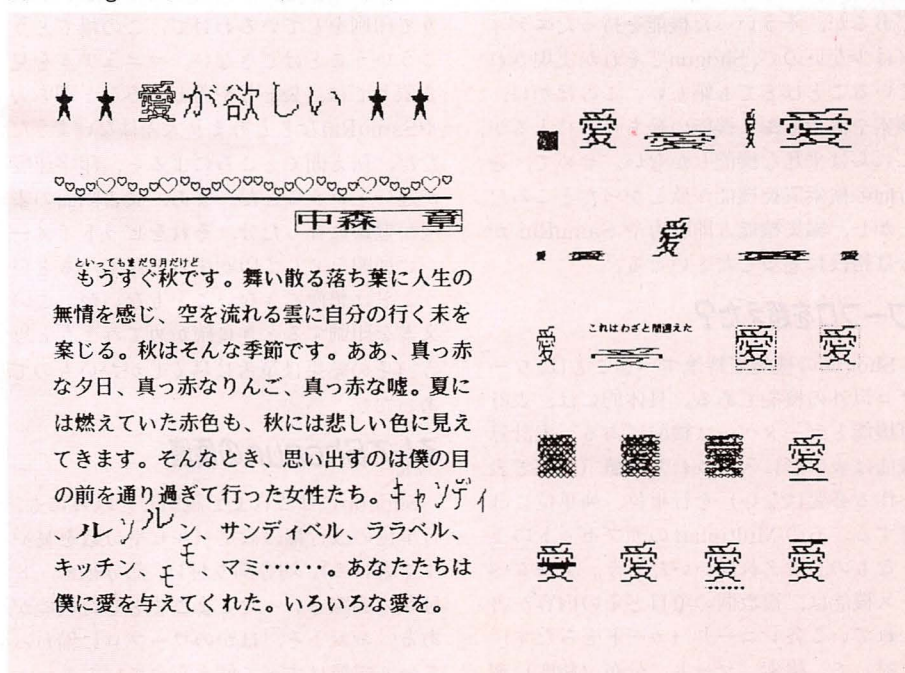 ★ ★ 愛が欲しい ★ ★
中森 章
といってもまだ9月だけど
もうすぐ秋です。舞い散る落ち葉に人生の
無情を感じ、空を流れる雲に自分の行く末を
案じる。秋はそんな季節です。ああ、真っ赤
な夕日、真っ赤なりんご、真っ赤な嘘。夏に
は燃えていた赤色も、秋には悲しい色に見え
てきます。そんなとき、思い出すのは僕の目
の前を通り過ぎて行った女性たち。キャンディ
ルンルン、サンディベル ララベル、
キッチン モモ、マミ……。あなたたちは
僕に愛を与えてくれた。いろいろな愛を。
愛 愛 愛 愛 愛
愛 愛 愛 愛 愛
これはわざと間違えた
愛 愛 愛 愛
愛 愛 愛 愛
愛 愛 愛 愛